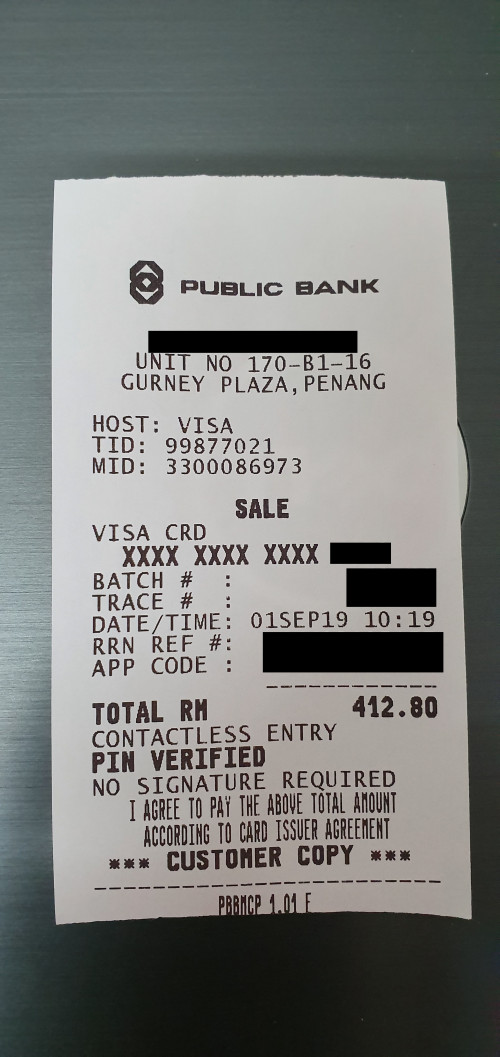 PUBLIC BANK
UNIT NO 170-B1-16
GURNEY PLAZA,PENANG
HOST: VISA
TID: 99877021
MID: 3300086973
SALE
VISA CRD
XXXX XXXX XXXX
BATCH # :
TRACE # :
DATE/TIME: 01SEP19 10:19
RRN REF #:
APP CODE :
TOTAL RM 412.80
CONTACTLESS ENTRY
PIN VERIFIED
NO SIGNATURE REQUIRED
I AGREE TO PAY THE ABOVE TOTAL AMOUNT
ACCORDING TO CARD ISSUER AGREEMENT
*** CUSTOMER COPY ***
PBBMCP 1.01 F